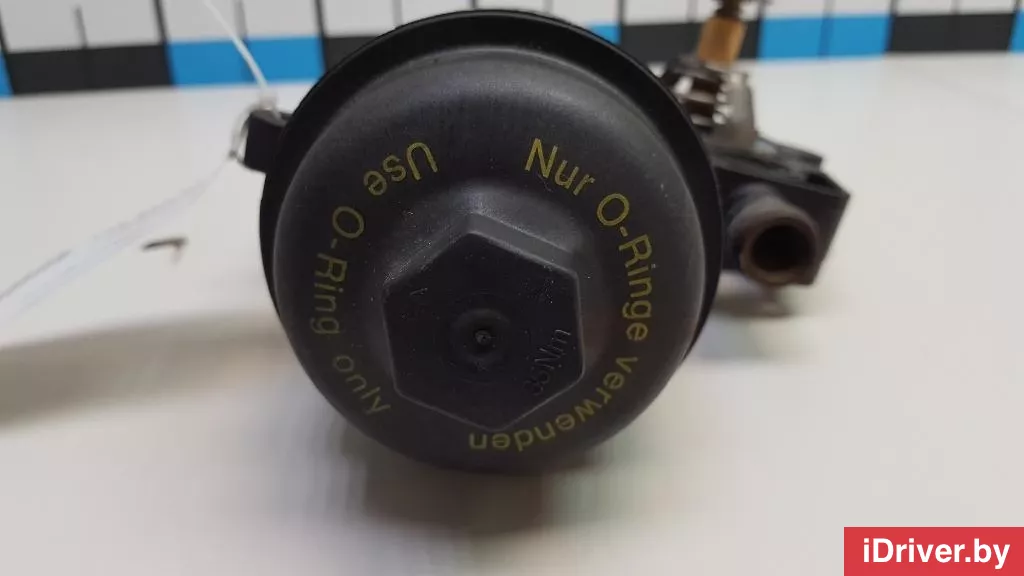 Use O-Ring only
Nur O-Ringe verwenden
iDriver.by